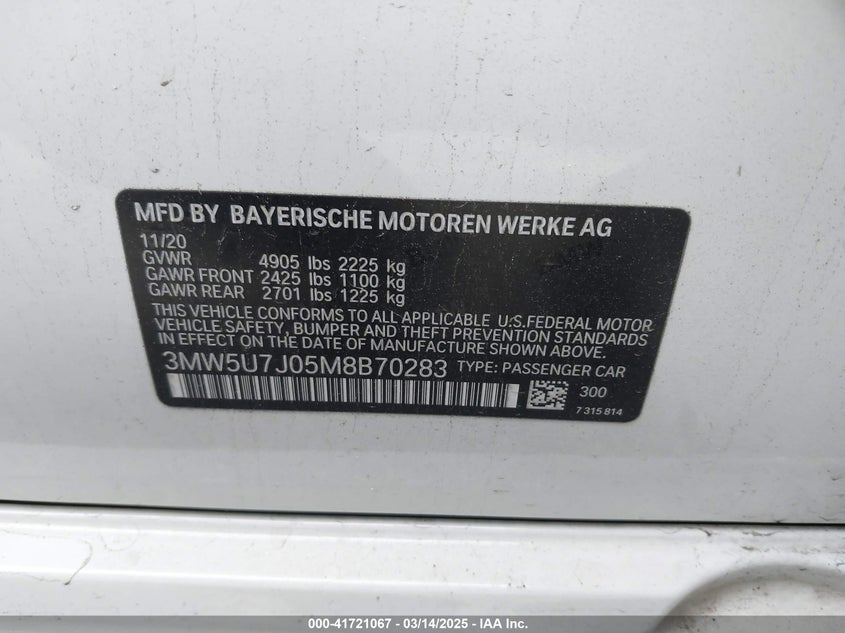 MFD BY BAYERISCHE MOTOREN WERKE AG
11/20
GVWR 4905 lbs 2225 kg
GAWR FRONT 2425 lbs 1100 kg
GAWR REAR 2701 lbs 1225 kg
THIS VEHICLE CONFORMS TO ALL APPLICABLE U.S.FEDERAL MOTOR
VEHICLE SAFETY, BUMPER AND THEFT PREVENTION STANDARDS
IN EFFECT ON THE DATE OF MANUFACTURE SHOWN ABOVE.
3MW5U7J05M8B70283 TYPE: PASSENGER CAR
300
7 315 814
000-41721067 - 03/14/2025 - IAA Inc.